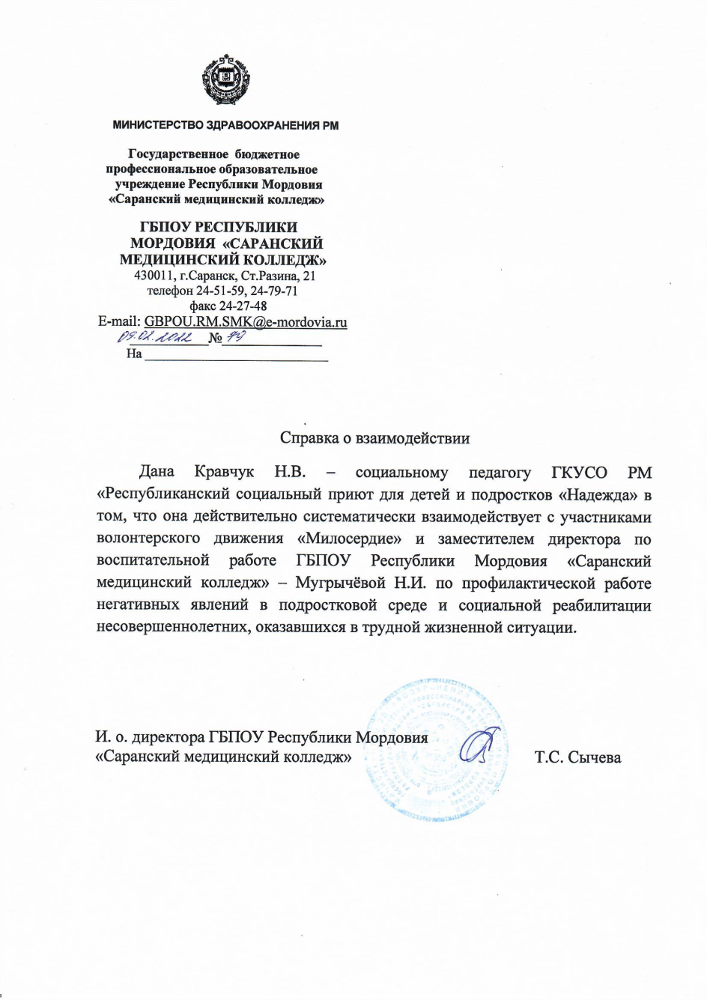 МИНИСТЕРСТВО ЗДРАВООХРАНЕНИЯ РМ
Государственное бюджетное
профессиональное образовательное
учреждение Республики Мордовия
«Саранский медицинский колледж»
ГБПОУ РЕСПУБЛИКИ
МОРДОВИЯ «САРАНСКИЙ
МЕДИЦИНСКИЙ КОЛЛЕДЖ»
430011, г.Саранск, Ст.Разина, 21
телефон 24-51-59, 24-79-71
факс 24-27-48
E-mail: GBPOU.RM.SMK@e-mordovia.ru
09.02.2022 №
На
Справка о взаимодействии
Дана Кравчук Н.В. – социальному педагогу ГКУСО РМ
«Республиканский социальный приют для детей и подростков «Надежда» в
том, что она действительно систематически взаимодействует с участниками
волонтерского движения «Милосердие» и заместителем директора по
воспитательной работе ГБПОУ Республики Мордовия «Саранский
медицинский колледж» – Мугрычёвой Н.И. по профилактической работе
негативных явлений в подростковой среде и социальной реабилитации
несовершеннолетних, оказавшихся в трудной жизненной ситуации.
И. о. директора ГБПОУ Республики Мордовия
«Саранский медицинский колледж» Т.С. Сычева